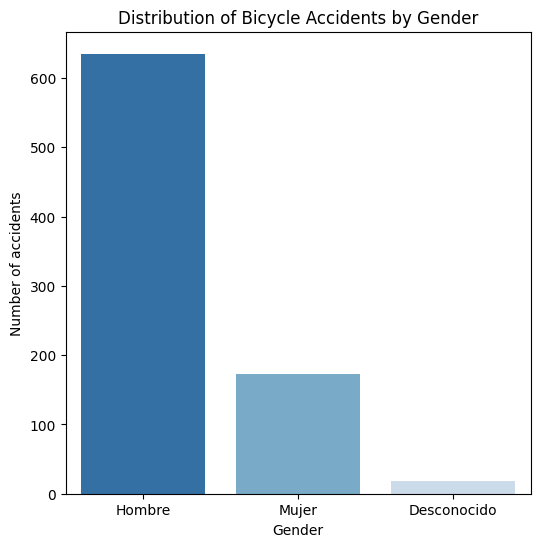 Distribution of Bicycle Accidents by Gender
Number of accidents
600
500
400
300
200
100
0
Hombre
Mujer
Desconocido
Gender